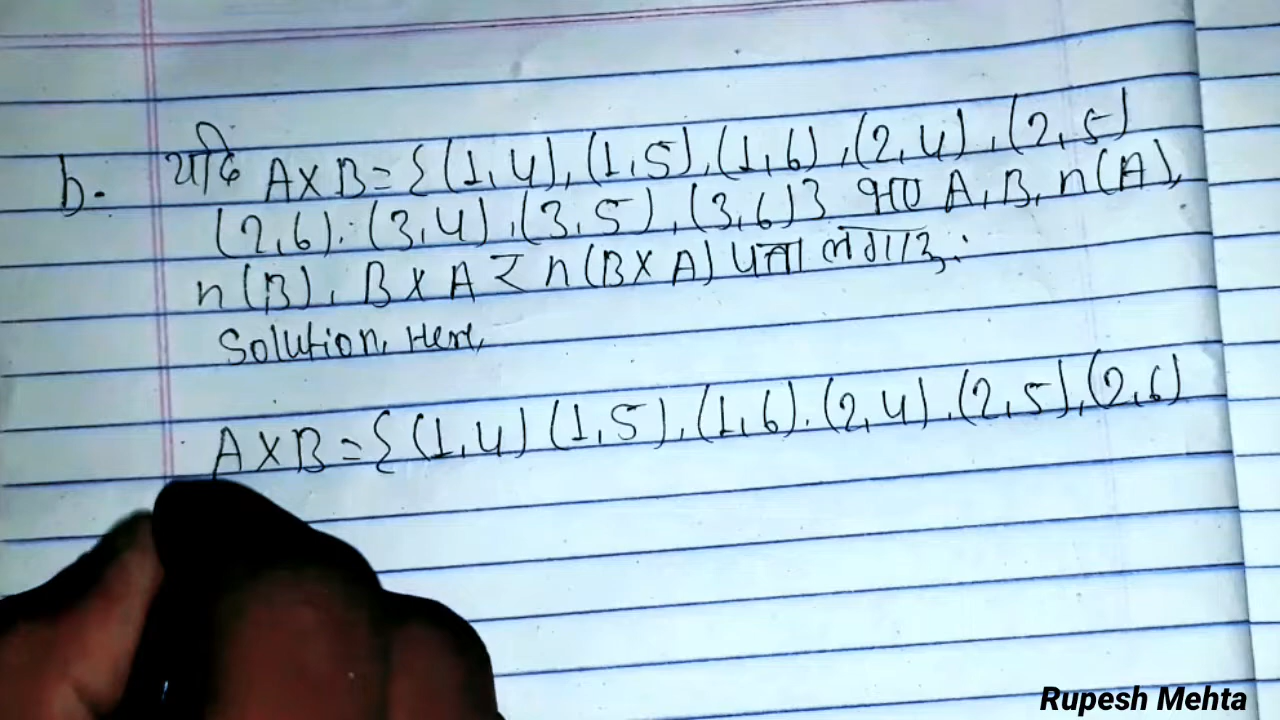 b. यदि A×B={(1,4),(1,5),(1,6),(2,4),(2,5)
(2,6).(3,4),(3,5),(3,6)} भए A,B,n(A),
n(B), B×A र n(B×A) पत्ता लगाउ:
Solution, Here,
A×B={(1,4)(1,5),(1,6).(2,4),(2,5),(2,6)
Rupesh Mehta